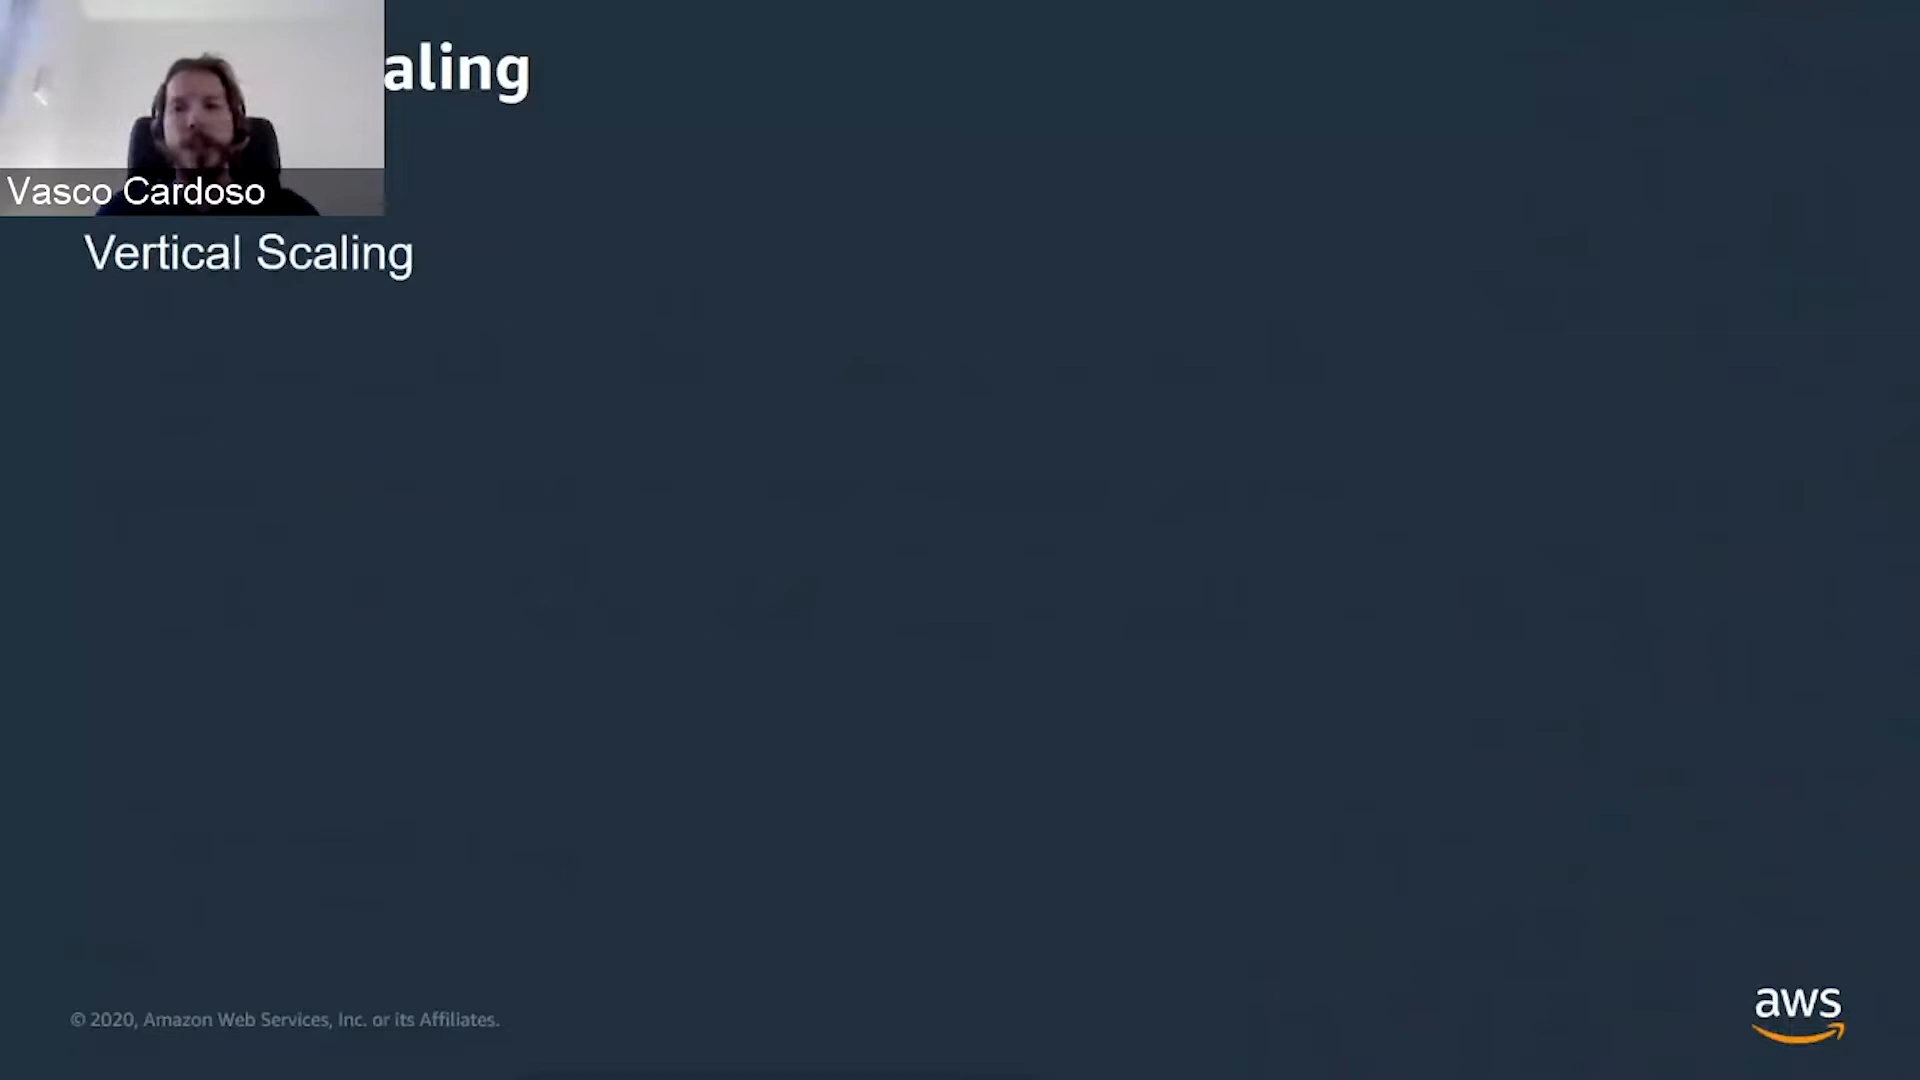 aling
Vasco Cardoso
Vertical Scaling
© 2020, Amazon Web Services, Inc. or its Affiliates.
aws